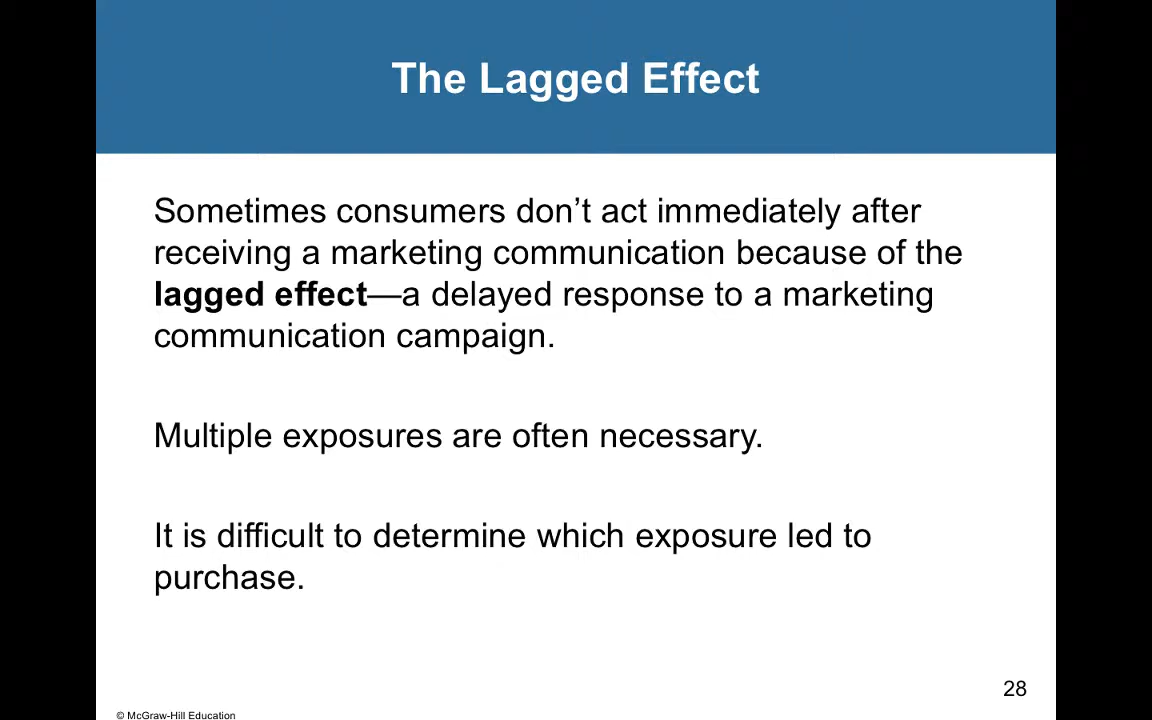 The Lagged Effect
Sometimes consumers don’t act immediately after
receiving a marketing communication because of the
lagged effect—a delayed response to a marketing
communication campaign.
Multiple exposures are often necessary.
It is difficult to determine which exposure led to
purchase.
28
© McGraw-Hill Education